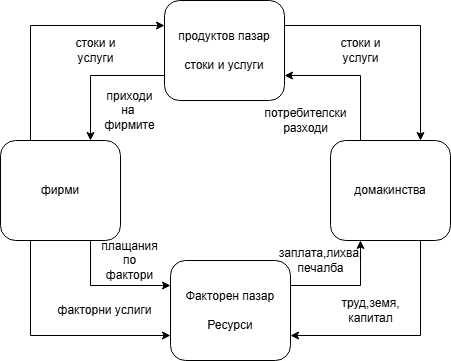 стоки и
услуги
продуктов пазар
стоки и услуги
стоки и
услуги
приходи
на
фирмите
потребителски
разходи
фирми
домакинства
плащания
по
фактори
заплата,лихва,
печалба
Факторен пазар
Ресурси
факторни услиги
труд,земя,
капитал